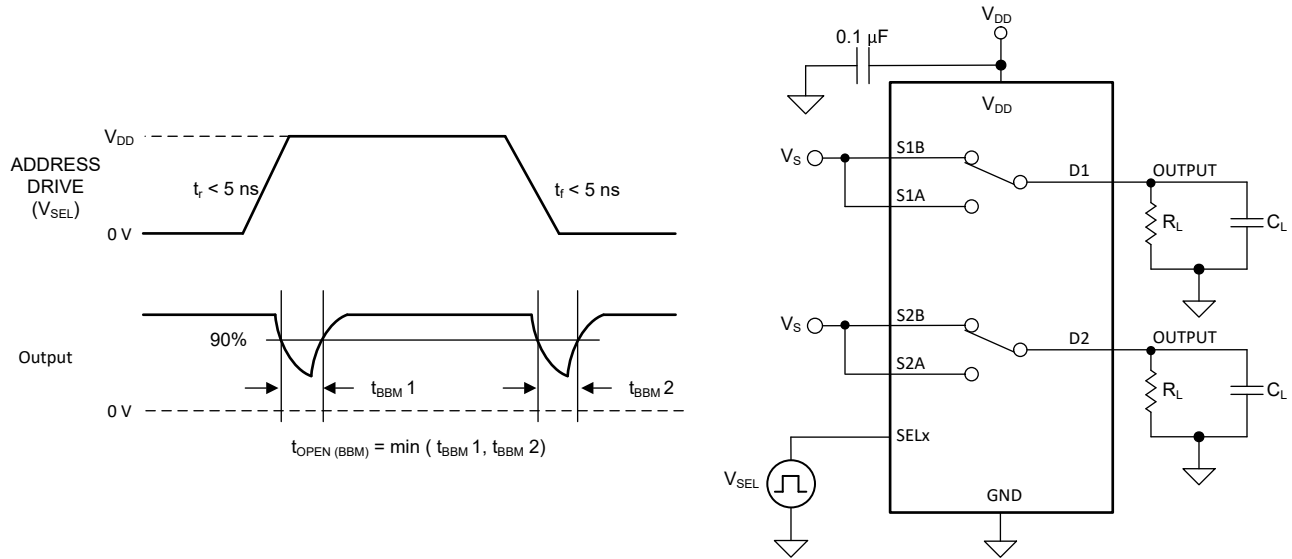 V_DD
ADDRESS
DRIVE
(V_SEL)
t_r < 5 ns
t_f < 5 ns
0 V
90%
Output
t_BBM 1
t_BBM 2
0 V
t_OPEN (BBM) = min ( t_BBM 1, t_BBM 2)
V_DD
0.1 µF
V_DD
V_S
S1B
S1A
D1
OUTPUT
R_L
C_L
V_S
S2B
S2A
D2
OUTPUT
R_L
C_L
SELx
V_SEL
GND